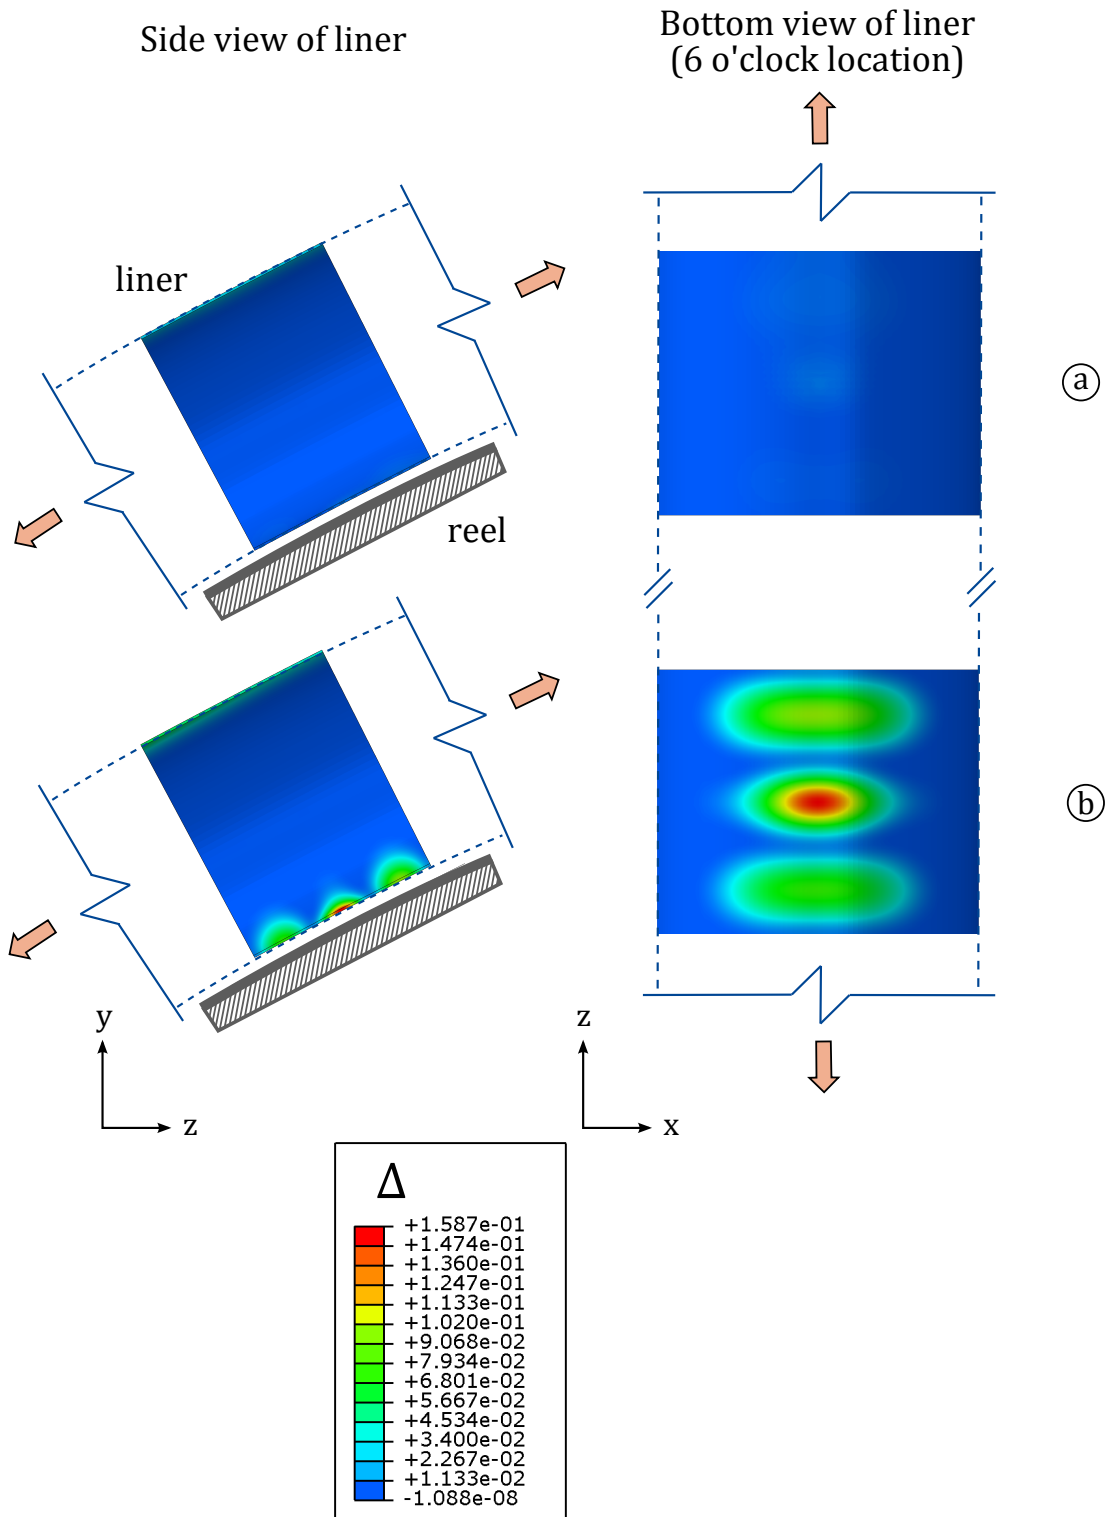 Side view of liner
Bottom view of liner
(6 o'clock location)
liner
reel
a
b
y
z
z
x
Δ
+1.587e-01
+1.474e-01
+1.360e-01
+1.247e-01
+1.133e-01
+1.020e-01
+9.068e-02
+7.934e-02
+6.801e-02
+5.667e-02
+4.534e-02
+3.400e-02
+2.267e-02
+1.133e-02
-1.088e-08